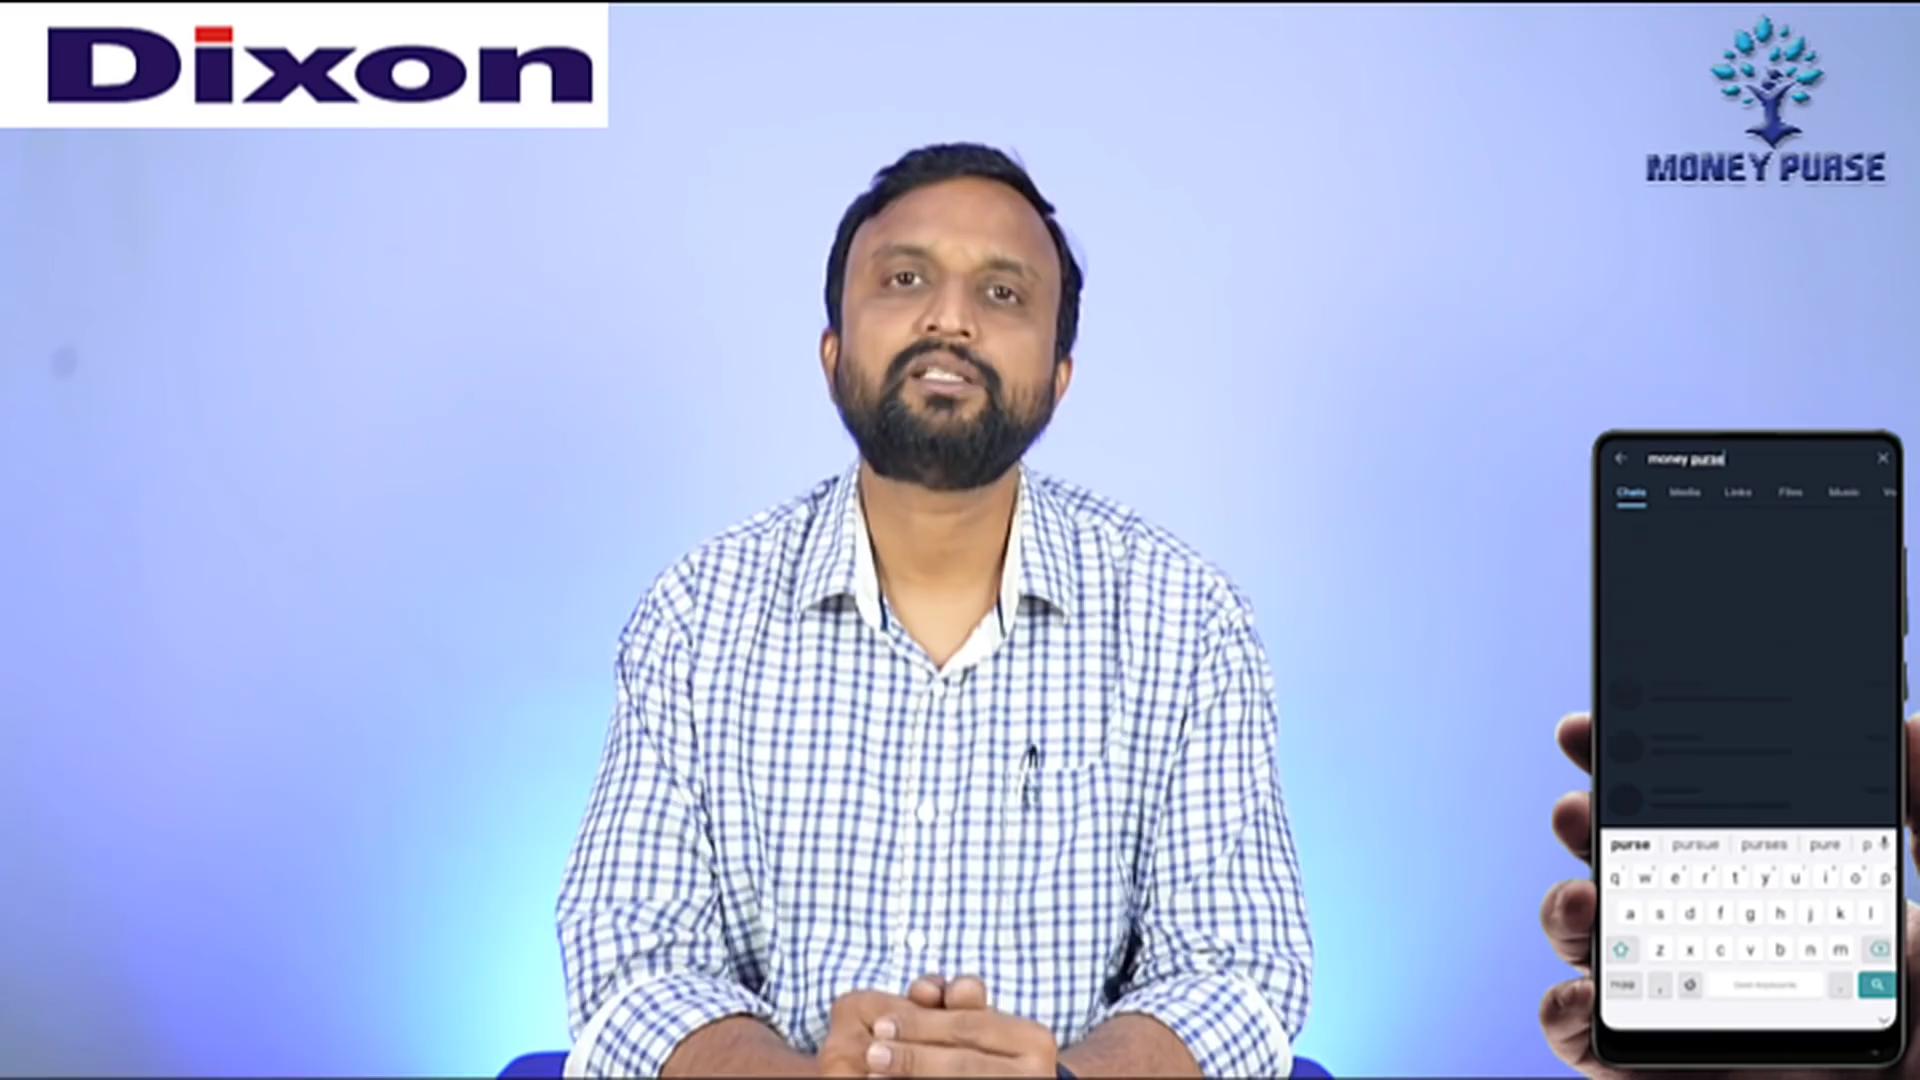 Dixon
MONEY PURSE
money purse
Chats Media Links Files Music
purse pursue purses pure p
q w e r t y u i o p
a s d f g h j k l
z x c v b n m